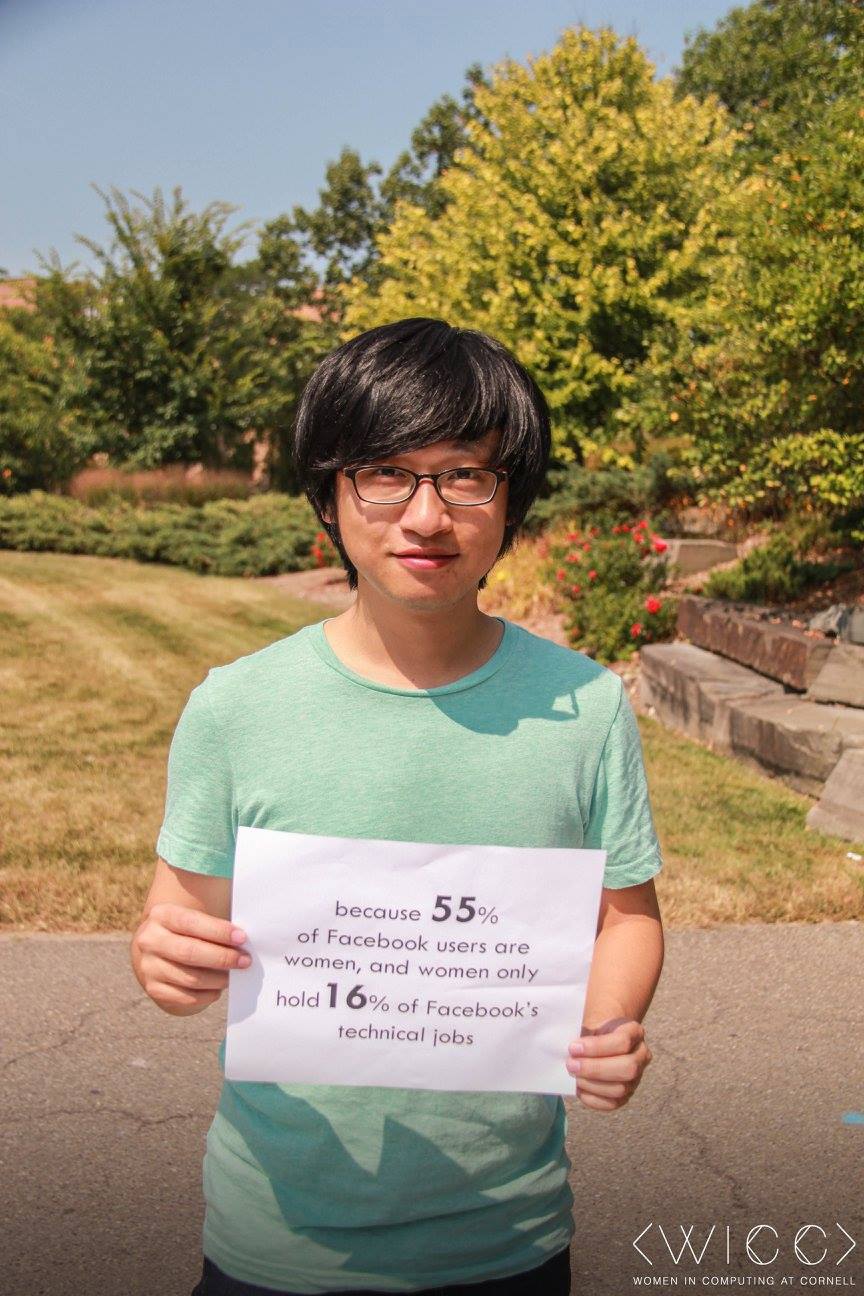 because 55%
of Facebook users are
women, and women only
hold 16% of Facebook's
technical jobs
<WICC>
WOMEN IN COMPUTING AT CORNELL